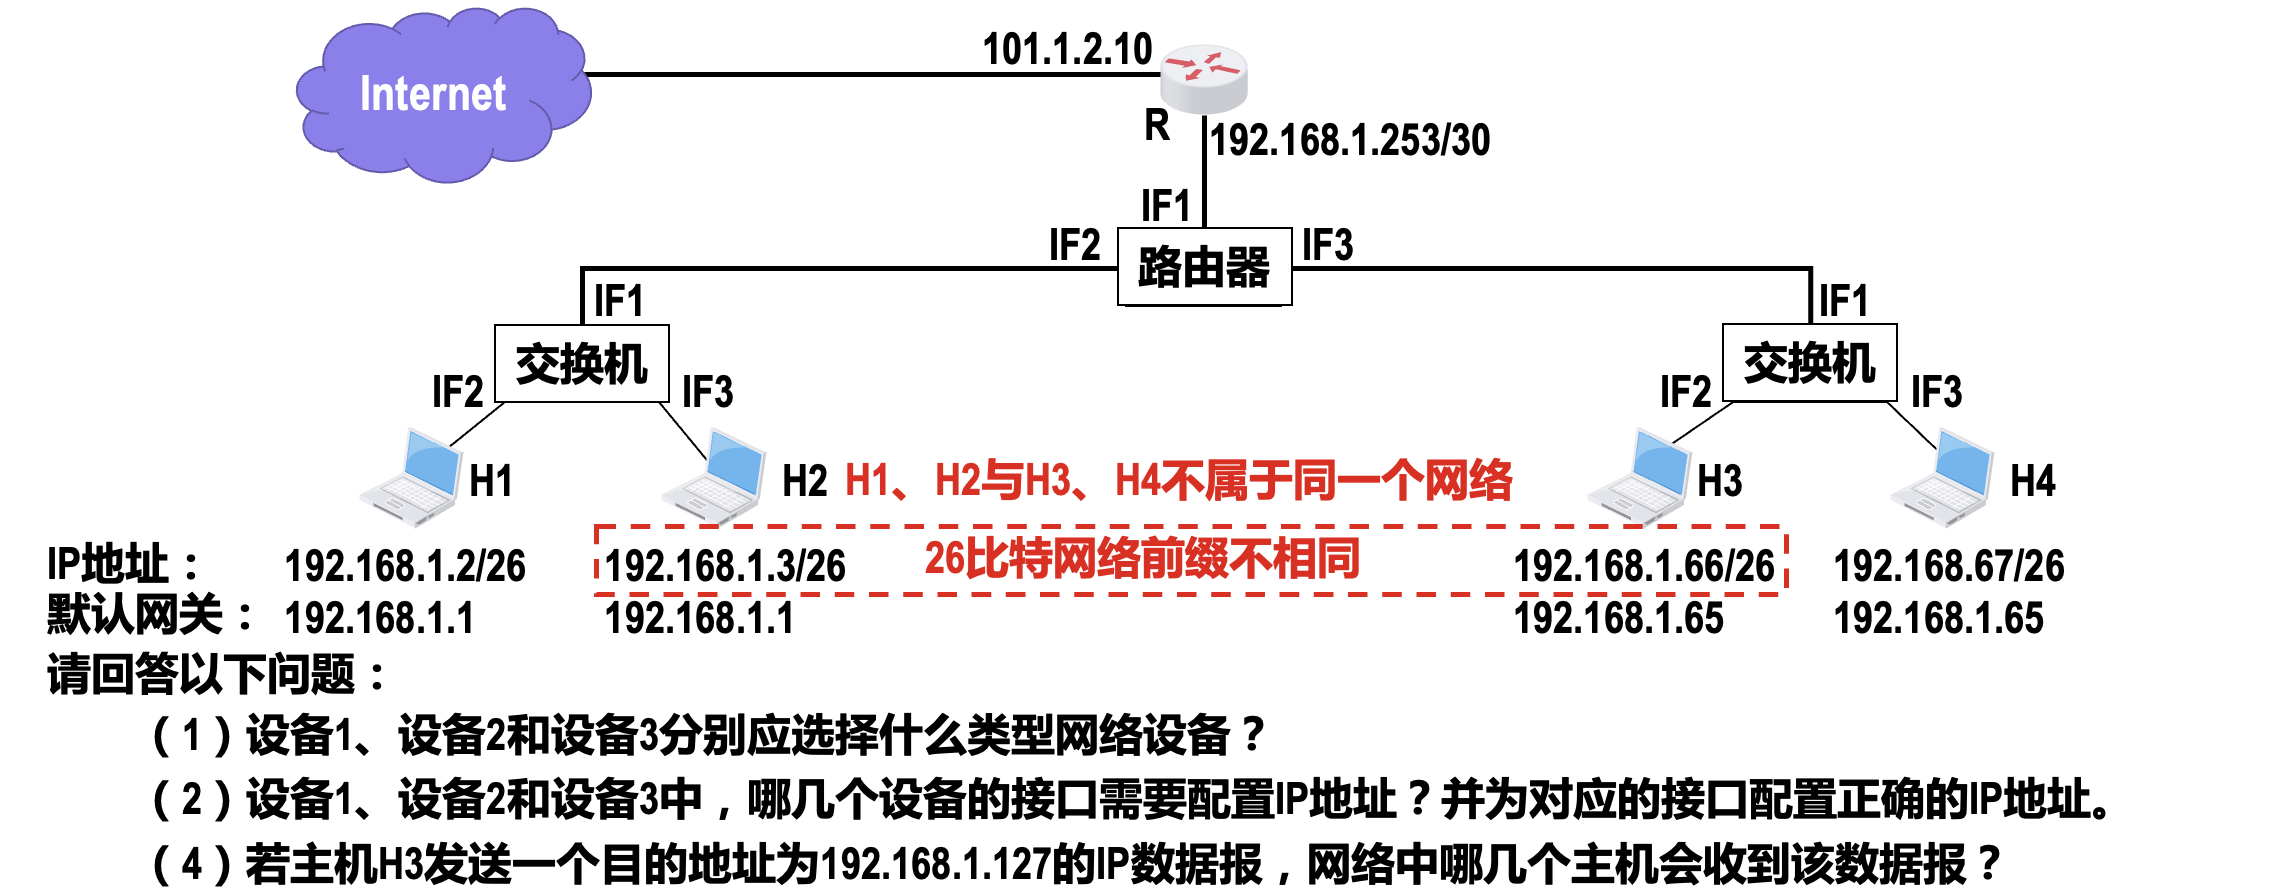 101.1.2.10
Internet
R
192.168.1.253/30
IF1
IF2
路由器
IF3
IF1
IF1
交换机
交换机
IF2
IF3
IF2
IF3
H1
H2
H1、H2与H3、H4不属于同一个网络
H3
H4
IP地址：
192.168.1.2/26
192.168.1.3/26
26比特网络前缀不相同
192.168.1.66/26
192.168.67/26
默认网关：
192.168.1.1
192.168.1.1
192.168.1.65
192.168.1.65
请回答以下问题：
（1）设备1、设备2和设备3分别应选择什么类型网络设备？
（2）设备1、设备2和设备3中，哪几个设备的接口需要配置IP地址？并为对应的接口配置正确的IP地址。
（4）若主机H3发送一个目的地址为192.168.1.127的IP数据报，网络中哪几个主机会收到该数据报？